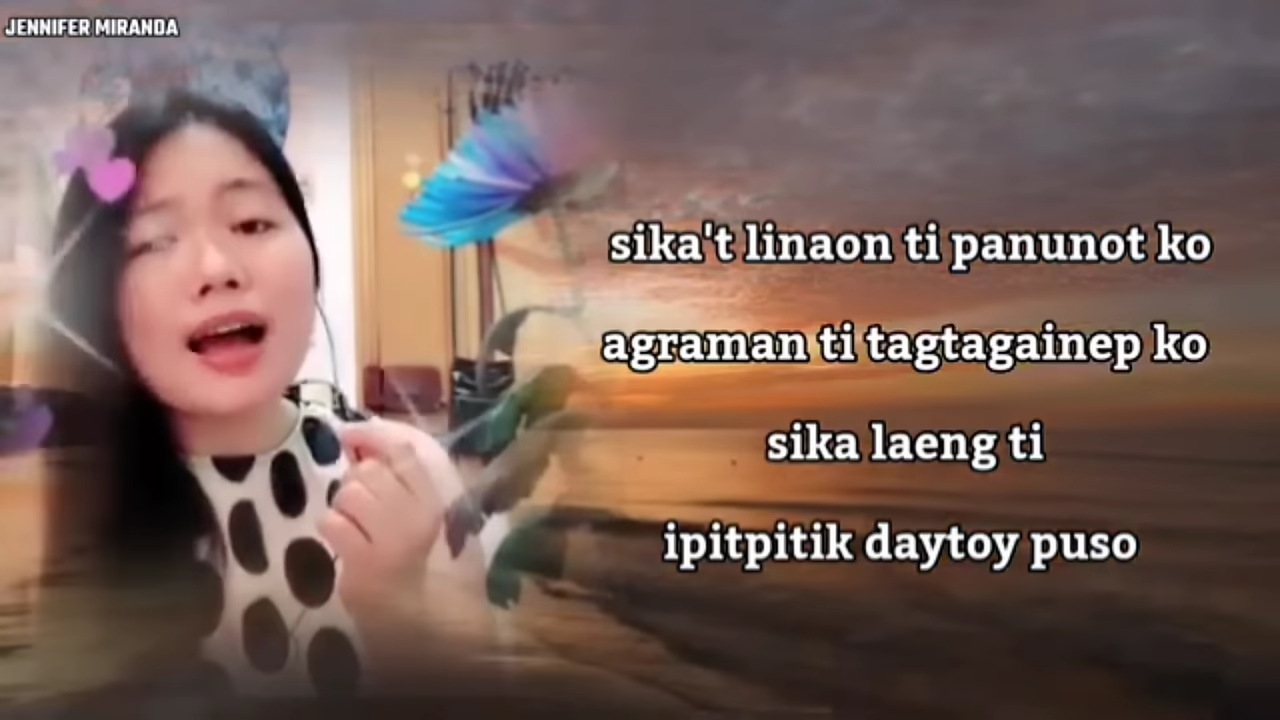 JENNIFER MIRANDA
sika't linaon ti panunot ko
agraman ti tagtagainep ko
sika laeng ti
ipitpitik daytoy puso